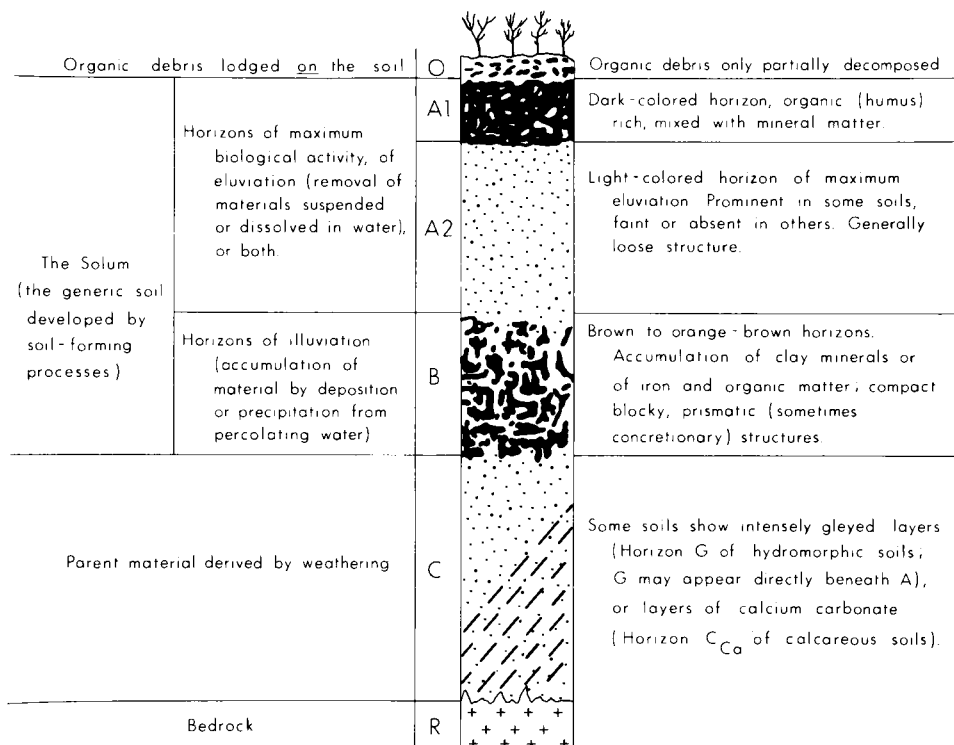 Organic debris lodged on the soil
O
Organic debris only partially decomposed
The Solum
(the generic soil
developed by
soil-forming
processes)
Horizons of maximum
biological activity, of
eluviation (removal of
materials suspended
or dissolved in water),
or both.
A1
Dark-colored horizon, organic (humus)
rich, mixed with mineral matter.
A2
Light-colored horizon of maximum
eluviation Prominent in some soils,
faint or absent in others. Generally
loose structure.
Horizons of illuviation
(accumulation of
material by deposition
or precipitation from
percolating water)
B
Brown to orange-brown horizons.
Accumulation of clay minerals or
of iron and organic matter; compact
blocky, prismatic (sometimes
concretionary) structures.
Parent material derived by weathering
C
Some soils show intensely gleyed layers
(Horizon G of hydromorphic soils;
G may appear directly beneath A),
or layers of calcium carbonate
(Horizon CCa of calcareous soils).
Bedrock
R